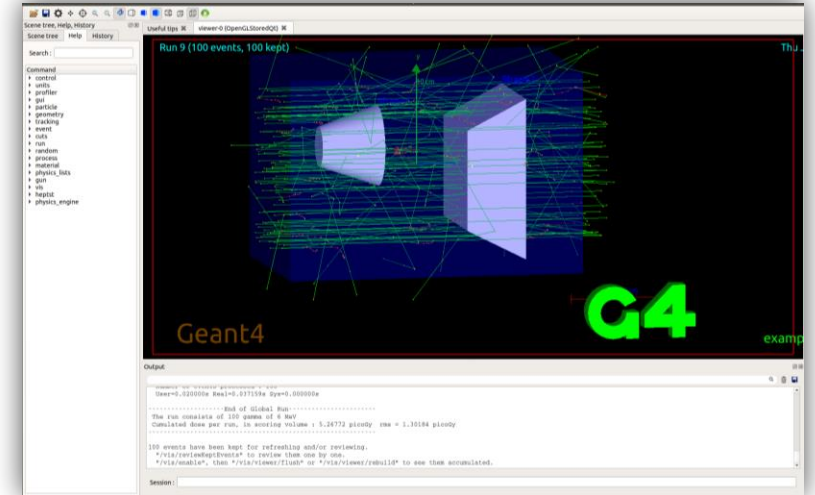 Scene tree, Help, History
Scene tree Help History
Search :
Command
control
units
profiler
gui
particle
geometry
tracking
event
cuts
run
random
process
material
physics_lists
gun
vis
heptst
physics_engine
Useful tips viewer-0 (OpenGLStoredQt)
Run 9 (100 events, 100 kept)
Thu
y
Geant4
G4
examp
Output
User=0.020000s Real=0.037159s Sys=0.000000s
--------------------End of Global Run-----------------------
The run consists of 100 gamma of 6 MeV
Cumulated dose per run, in scoring volume : 5.24772 picoGy rms = 1.30184 picoGy
100 events have been kept for refreshing and/or reviewing.
"/vis/reviewKeptEvents" to review them one by one.
"/vis/enable", then "/vis/viewer/flush" or "/vis/viewer/rebuild" to see them accumulated.
Session :